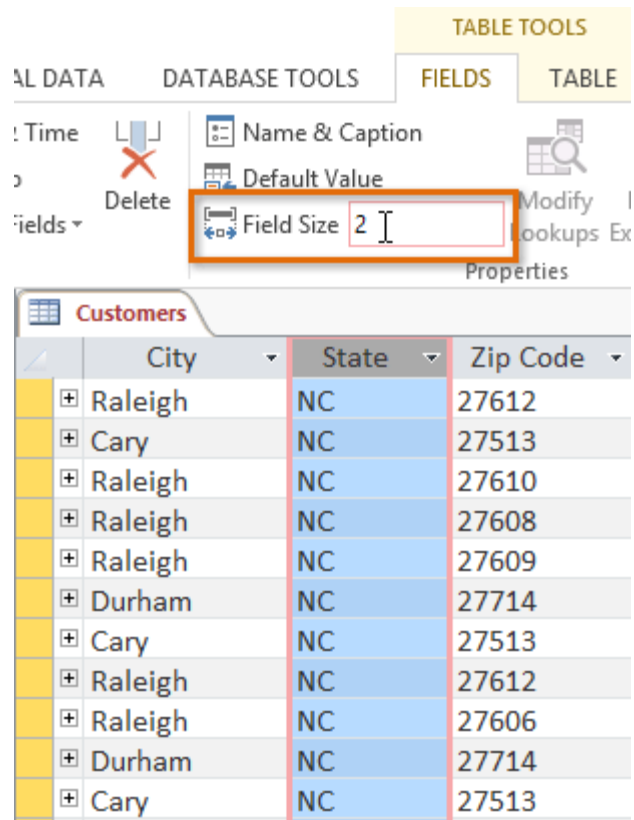 TABLE TOOLS
AL DATA DATABASE TOOLS FIELDS TABLE
Time Name & Caption
Delete Default Value
Fields Field Size 2
Modify
Lookups Ex
Properties
Customers
City State Zip Code
Raleigh NC 27612
Cary NC 27513
Raleigh NC 27610
Raleigh NC 27608
Raleigh NC 27609
Durham NC 27714
Cary NC 27513
Raleigh NC 27612
Raleigh NC 27606
Durham NC 27714
Cary NC 27513